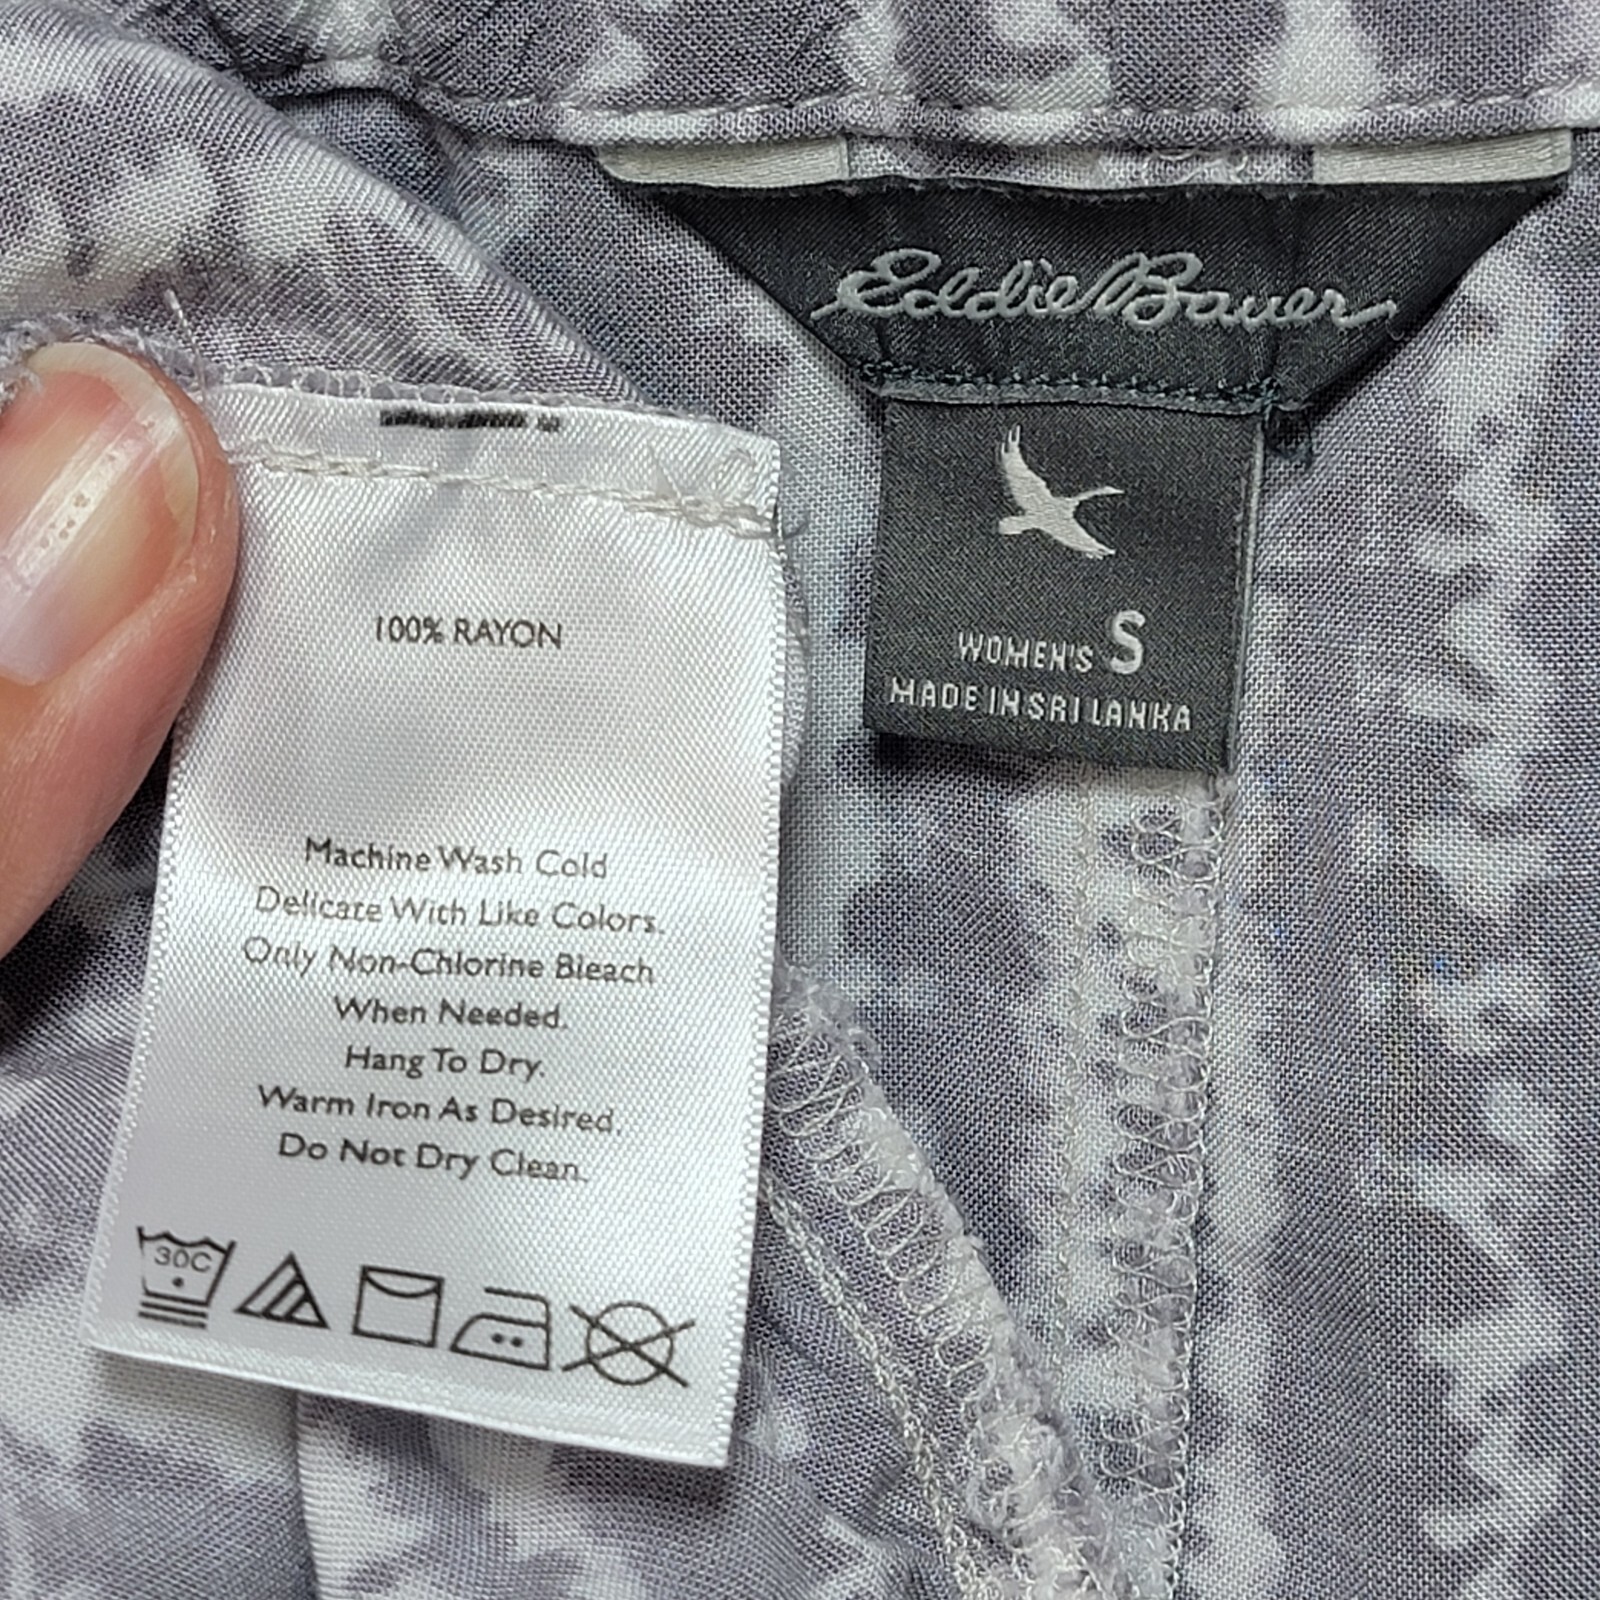 Eddie Bauer
WOMEN'S S
MADE IN SRI LANKA
100% RAYON
Machine Wash Cold
Delicate With Like Colors.
Only Non-Chlorine Bleach
When Needed.
Hang To Dry.
Warm Iron As Desired.
Do Not Dry Clean.
30C